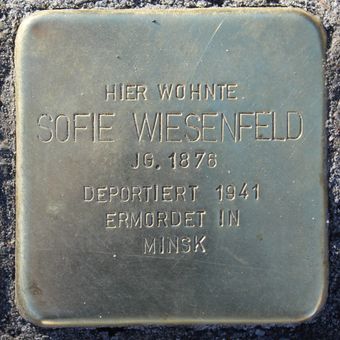 HIER WOHNTE
SOFIE WIESENFELD
JG. 1876
DEPORTIERT 1941
ERMORDET IN
MINSK